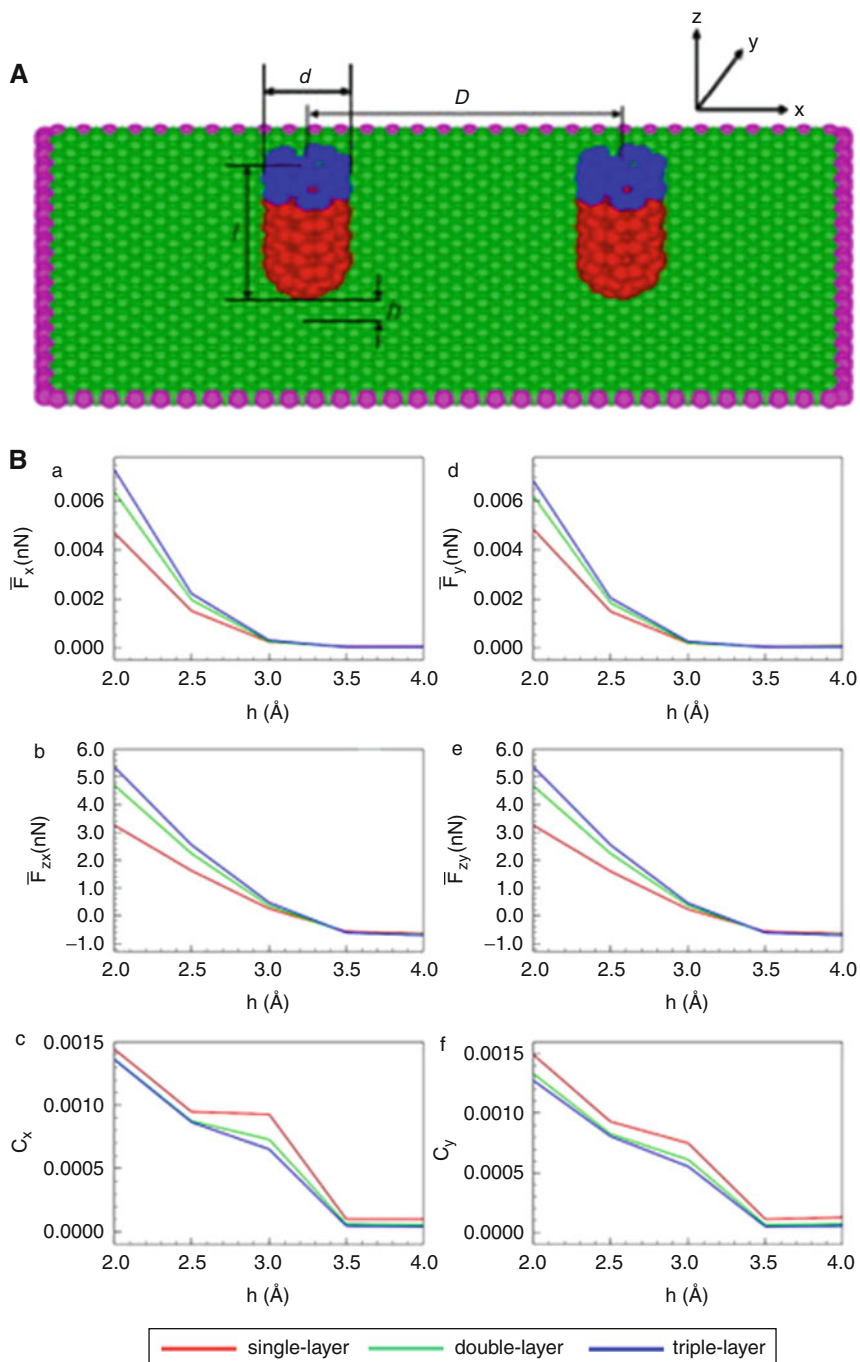 A
d
D
z
y
x
l
h
B
a
F̅x(nN)
0.006
0.004
0.002
0.000
2.0 2.5 3.0 3.5 4.0
h (Å)
d
F̅y(nN)
0.006
0.004
0.002
0.000
2.0 2.5 3.0 3.5 4.0
h (Å)
b
F̅zx(nN)
6.0
5.0
4.0
3.0
2.0
1.0
0.0
−1.0
2.0 2.5 3.0 3.5 4.0
h (Å)
e
F̅zy(nN)
6.0
5.0
4.0
3.0
2.0
1.0
0.0
−1.0
2.0 2.5 3.0 3.5 4.0
h (Å)
c
Cx
0.0015
0.0010
0.0005
0.0000
2.0 2.5 3.0 3.5 4.0
h (Å)
f
Cy
0.0015
0.0010
0.0005
0.0000
2.0 2.5 3.0 3.5 4.0
h (Å)
single-layer double-layer triple-layer